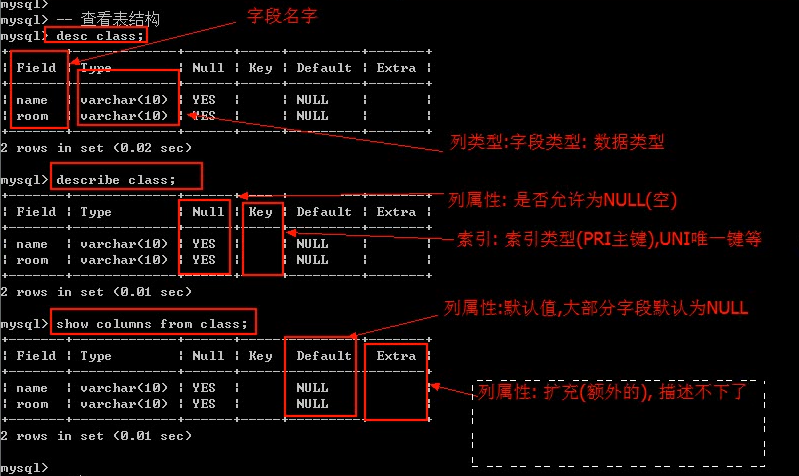 mysql>
mysql> -- 查看表结构
mysql> desc class;
字段名字
| Field | Type | Null | Key | Default | Extra |
| name | varchar(10) | YES | | NULL | |
| room | varchar(10) | YES | | NULL | |
2 rows in set (0.02 sec)
列类型:字段类型: 数据类型
mysql> describe class;
列属性: 是否允许为NULL(空)
| Field | Type | Null | Key | Default | Extra |
索引: 索引类型(PRI主键),UNI唯一键等
| name | varchar(10) | YES | | NULL | |
| room | varchar(10) | YES | | NULL | |
2 rows in set (0.01 sec)
列属性:默认值,大部分字段默认为NULL
mysql> show columns from class;
| Field | Type | Null | Key | Default | Extra |
| name | varchar(10) | YES | | NULL | |
| room | varchar(10) | YES | | NULL | |
列属性: 扩充(额外的), 描述不下了
2 rows in set (0.01 sec)
mysql>